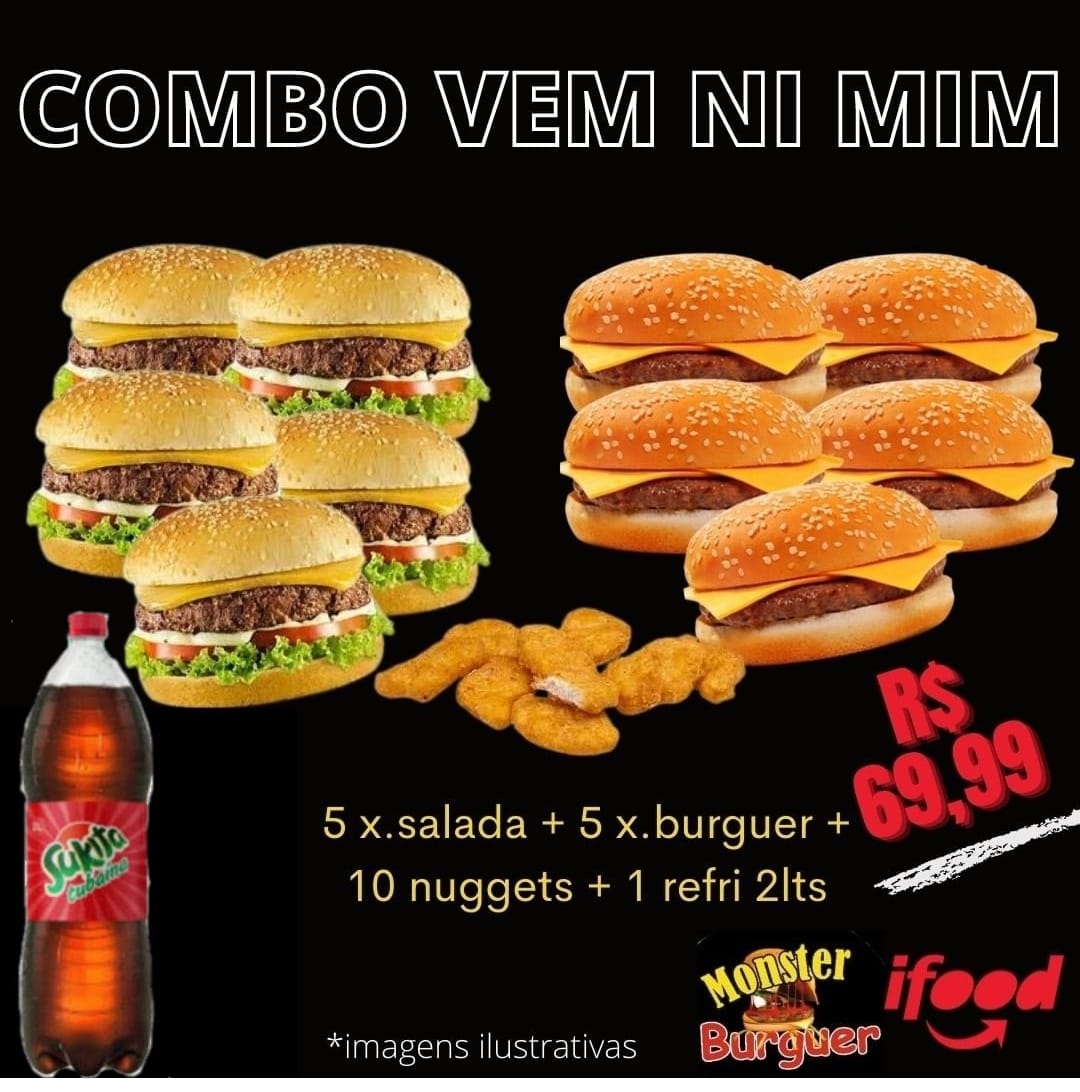 COMBO VEM NI MIM
R$
69,99
5 x.salada + 5 x.burguer +
10 nuggets + 1 refri 2lts
Sukita
tubaína
Monster
Burguer
ifood
*imagens ilustrativas